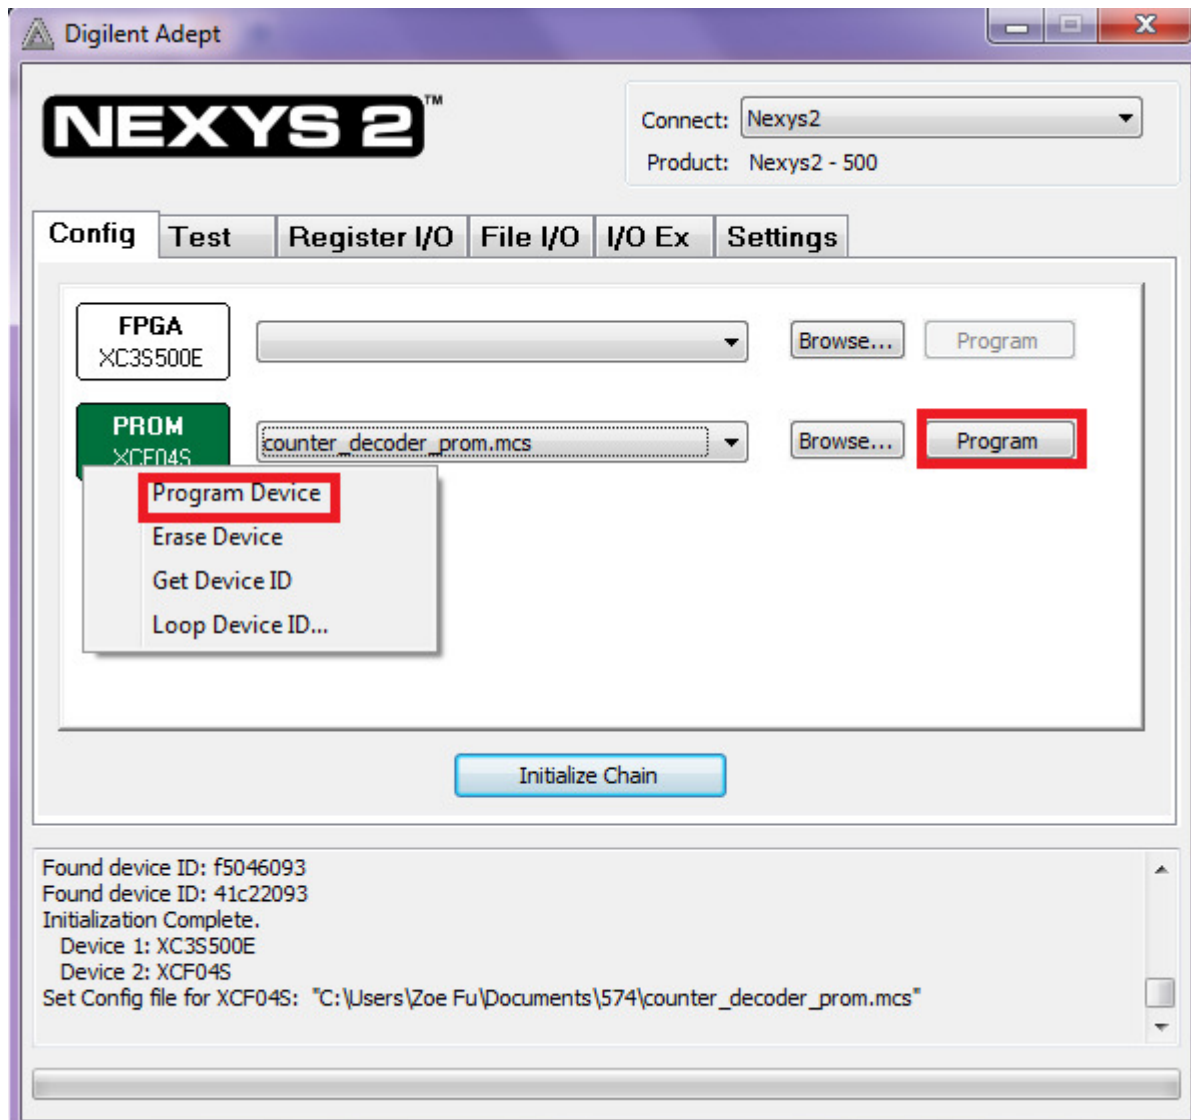 Digilent Adept
NEXYS 2™
Connect: Nexys2
Product: Nexys2 - 500
Config Test Register I/O File I/O I/O Ex Settings
FPGA
XC3S500E
Browse... Program
PROM
XCF04S
counter_decoder_prom.mcs
Browse... Program
Program Device
Erase Device
Get Device ID
Loop Device ID...
Initialize Chain
Found device ID: f5046093
Found device ID: 41c22093
Initialization Complete.
Device 1: XC3S500E
Device 2: XCF04S
Set Config file for XCF04S: "C:\Users\Zoe Fu\Documents\574\counter_decoder_prom.mcs"